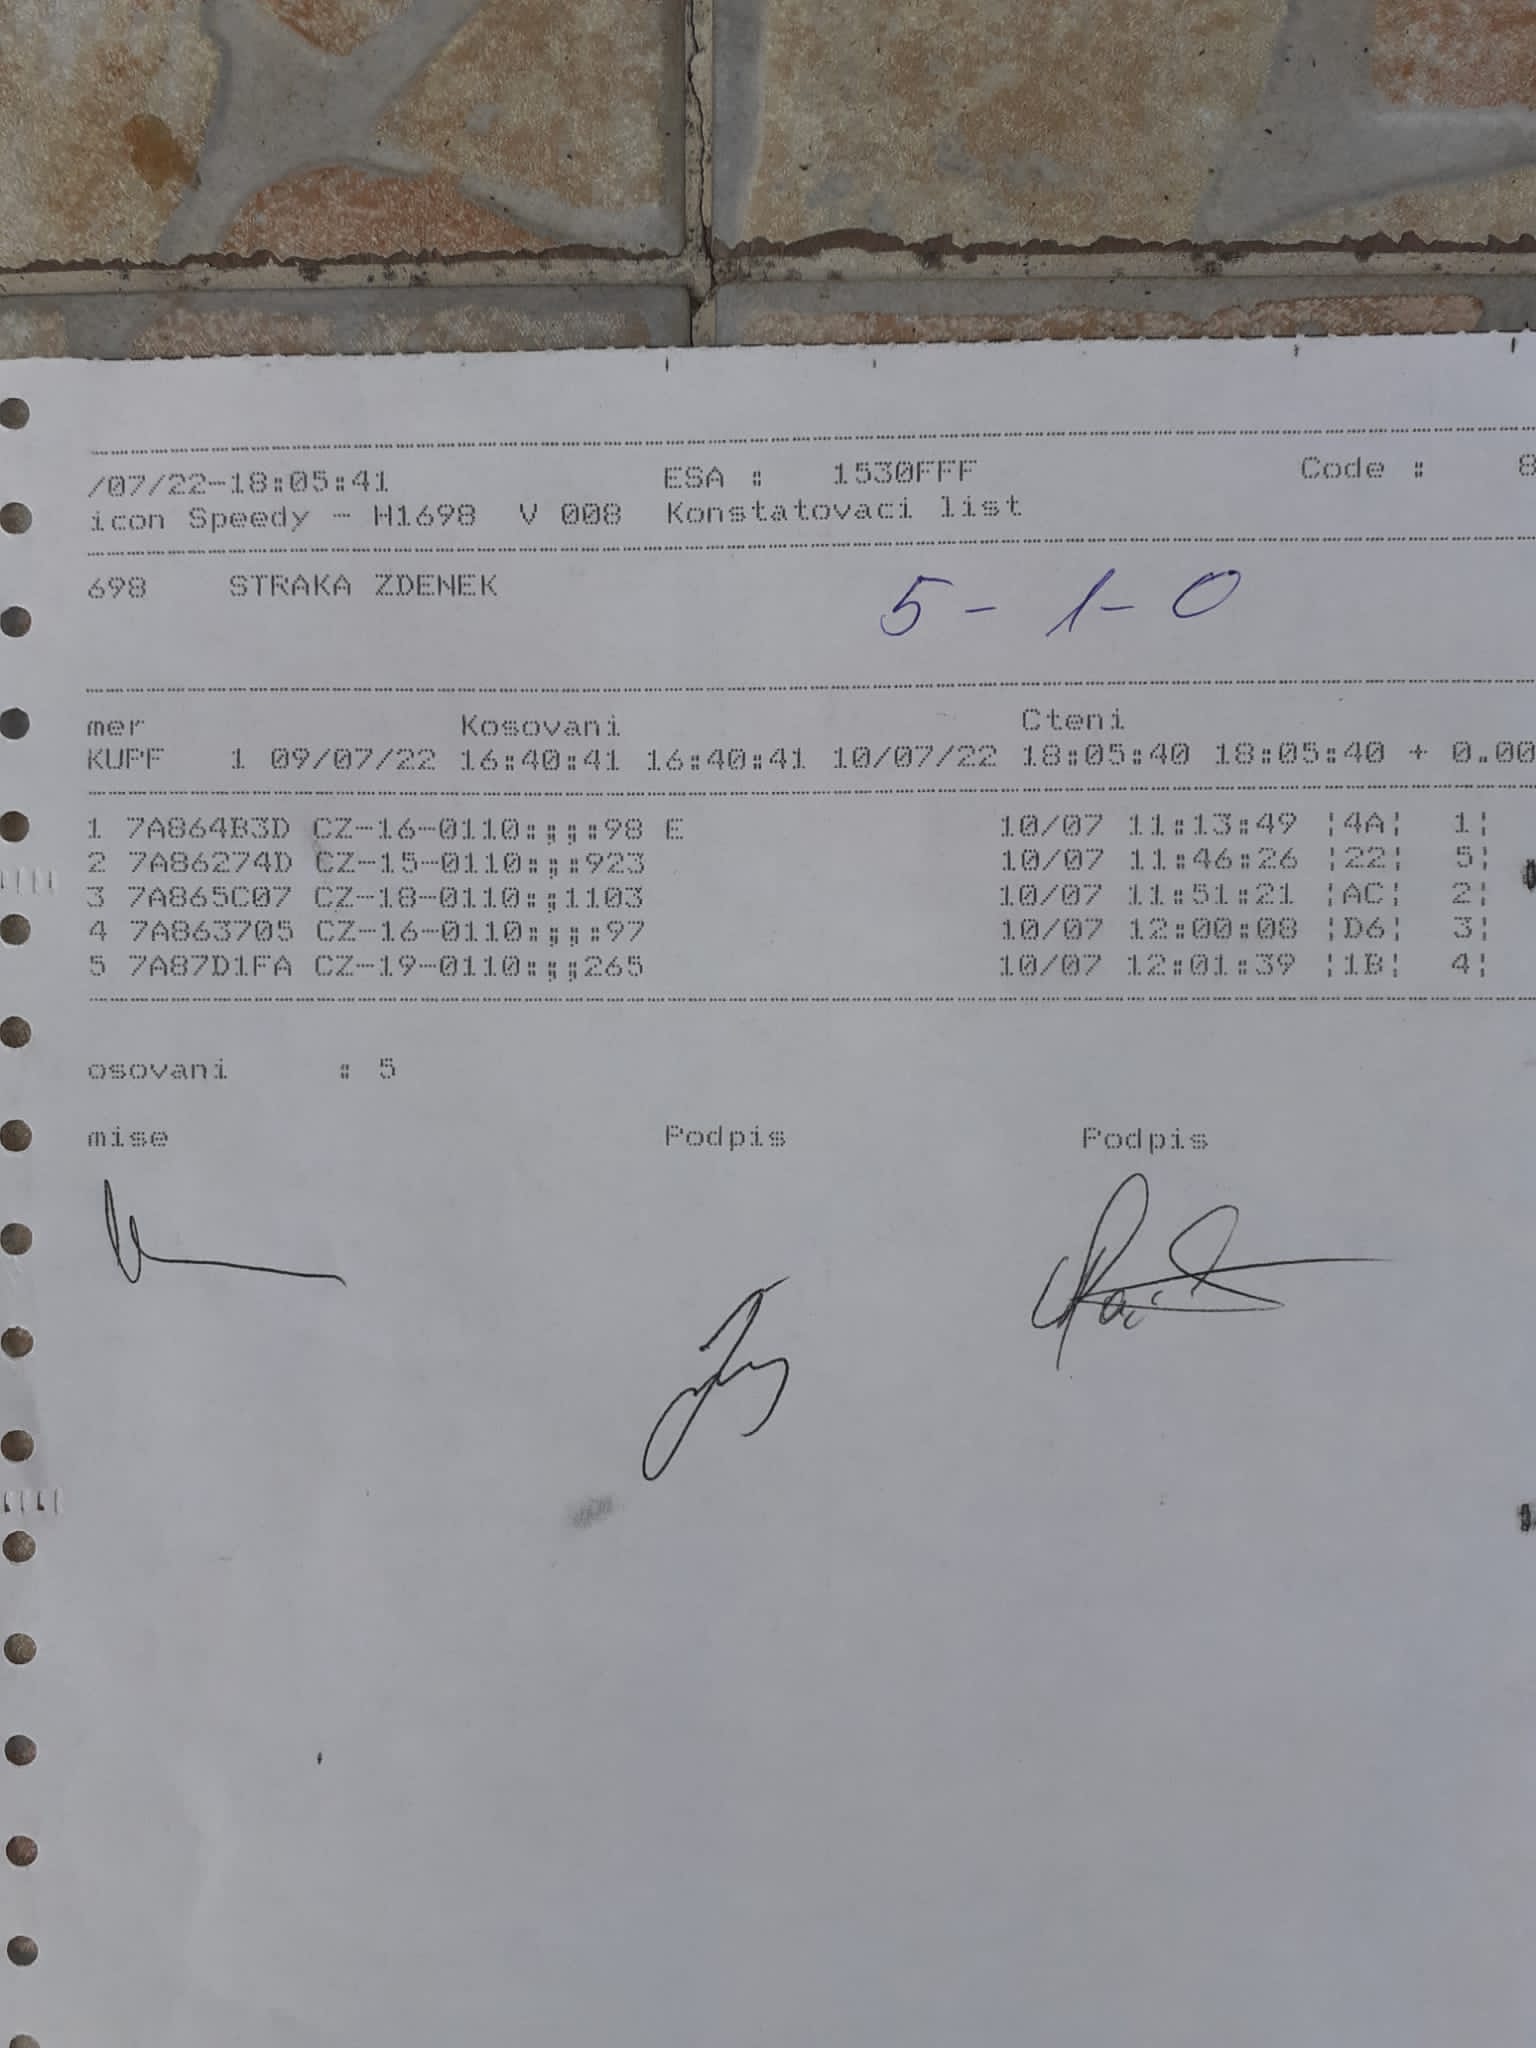 /07/22-18:05:41 ESA : 1530FFF Code : 8
icon Speedy - H1698 V 008 Konstatovaci list
698 STRAKA ZDENEK
5 - 1 - 0
mer Kosovani Cteni
KUPF 1 09/07/22 16:40:41 16:40:41 10/07/22 18:05:40 18:05:40 + 0.00
1 7A864B3D CZ-16-0110:;;:98 E 10/07 11:13:49 ¦4A¦ 1¦
2 7A86274D CZ-15-0110:;:923 10/07 11:46:26 ¦22¦ 5¦
3 7A865C07 CZ-18-0110:;1103 10/07 11:51:21 ¦AC¦ 2¦
4 7A863705 CZ-16-0110:;;:97 10/07 12:00:08 ¦D6¦ 3¦
5 7A87D1FA CZ-19-0110:;;265 10/07 12:01:39 ¦1B¦ 4¦
osovani : 5
mise Podpis Podpis